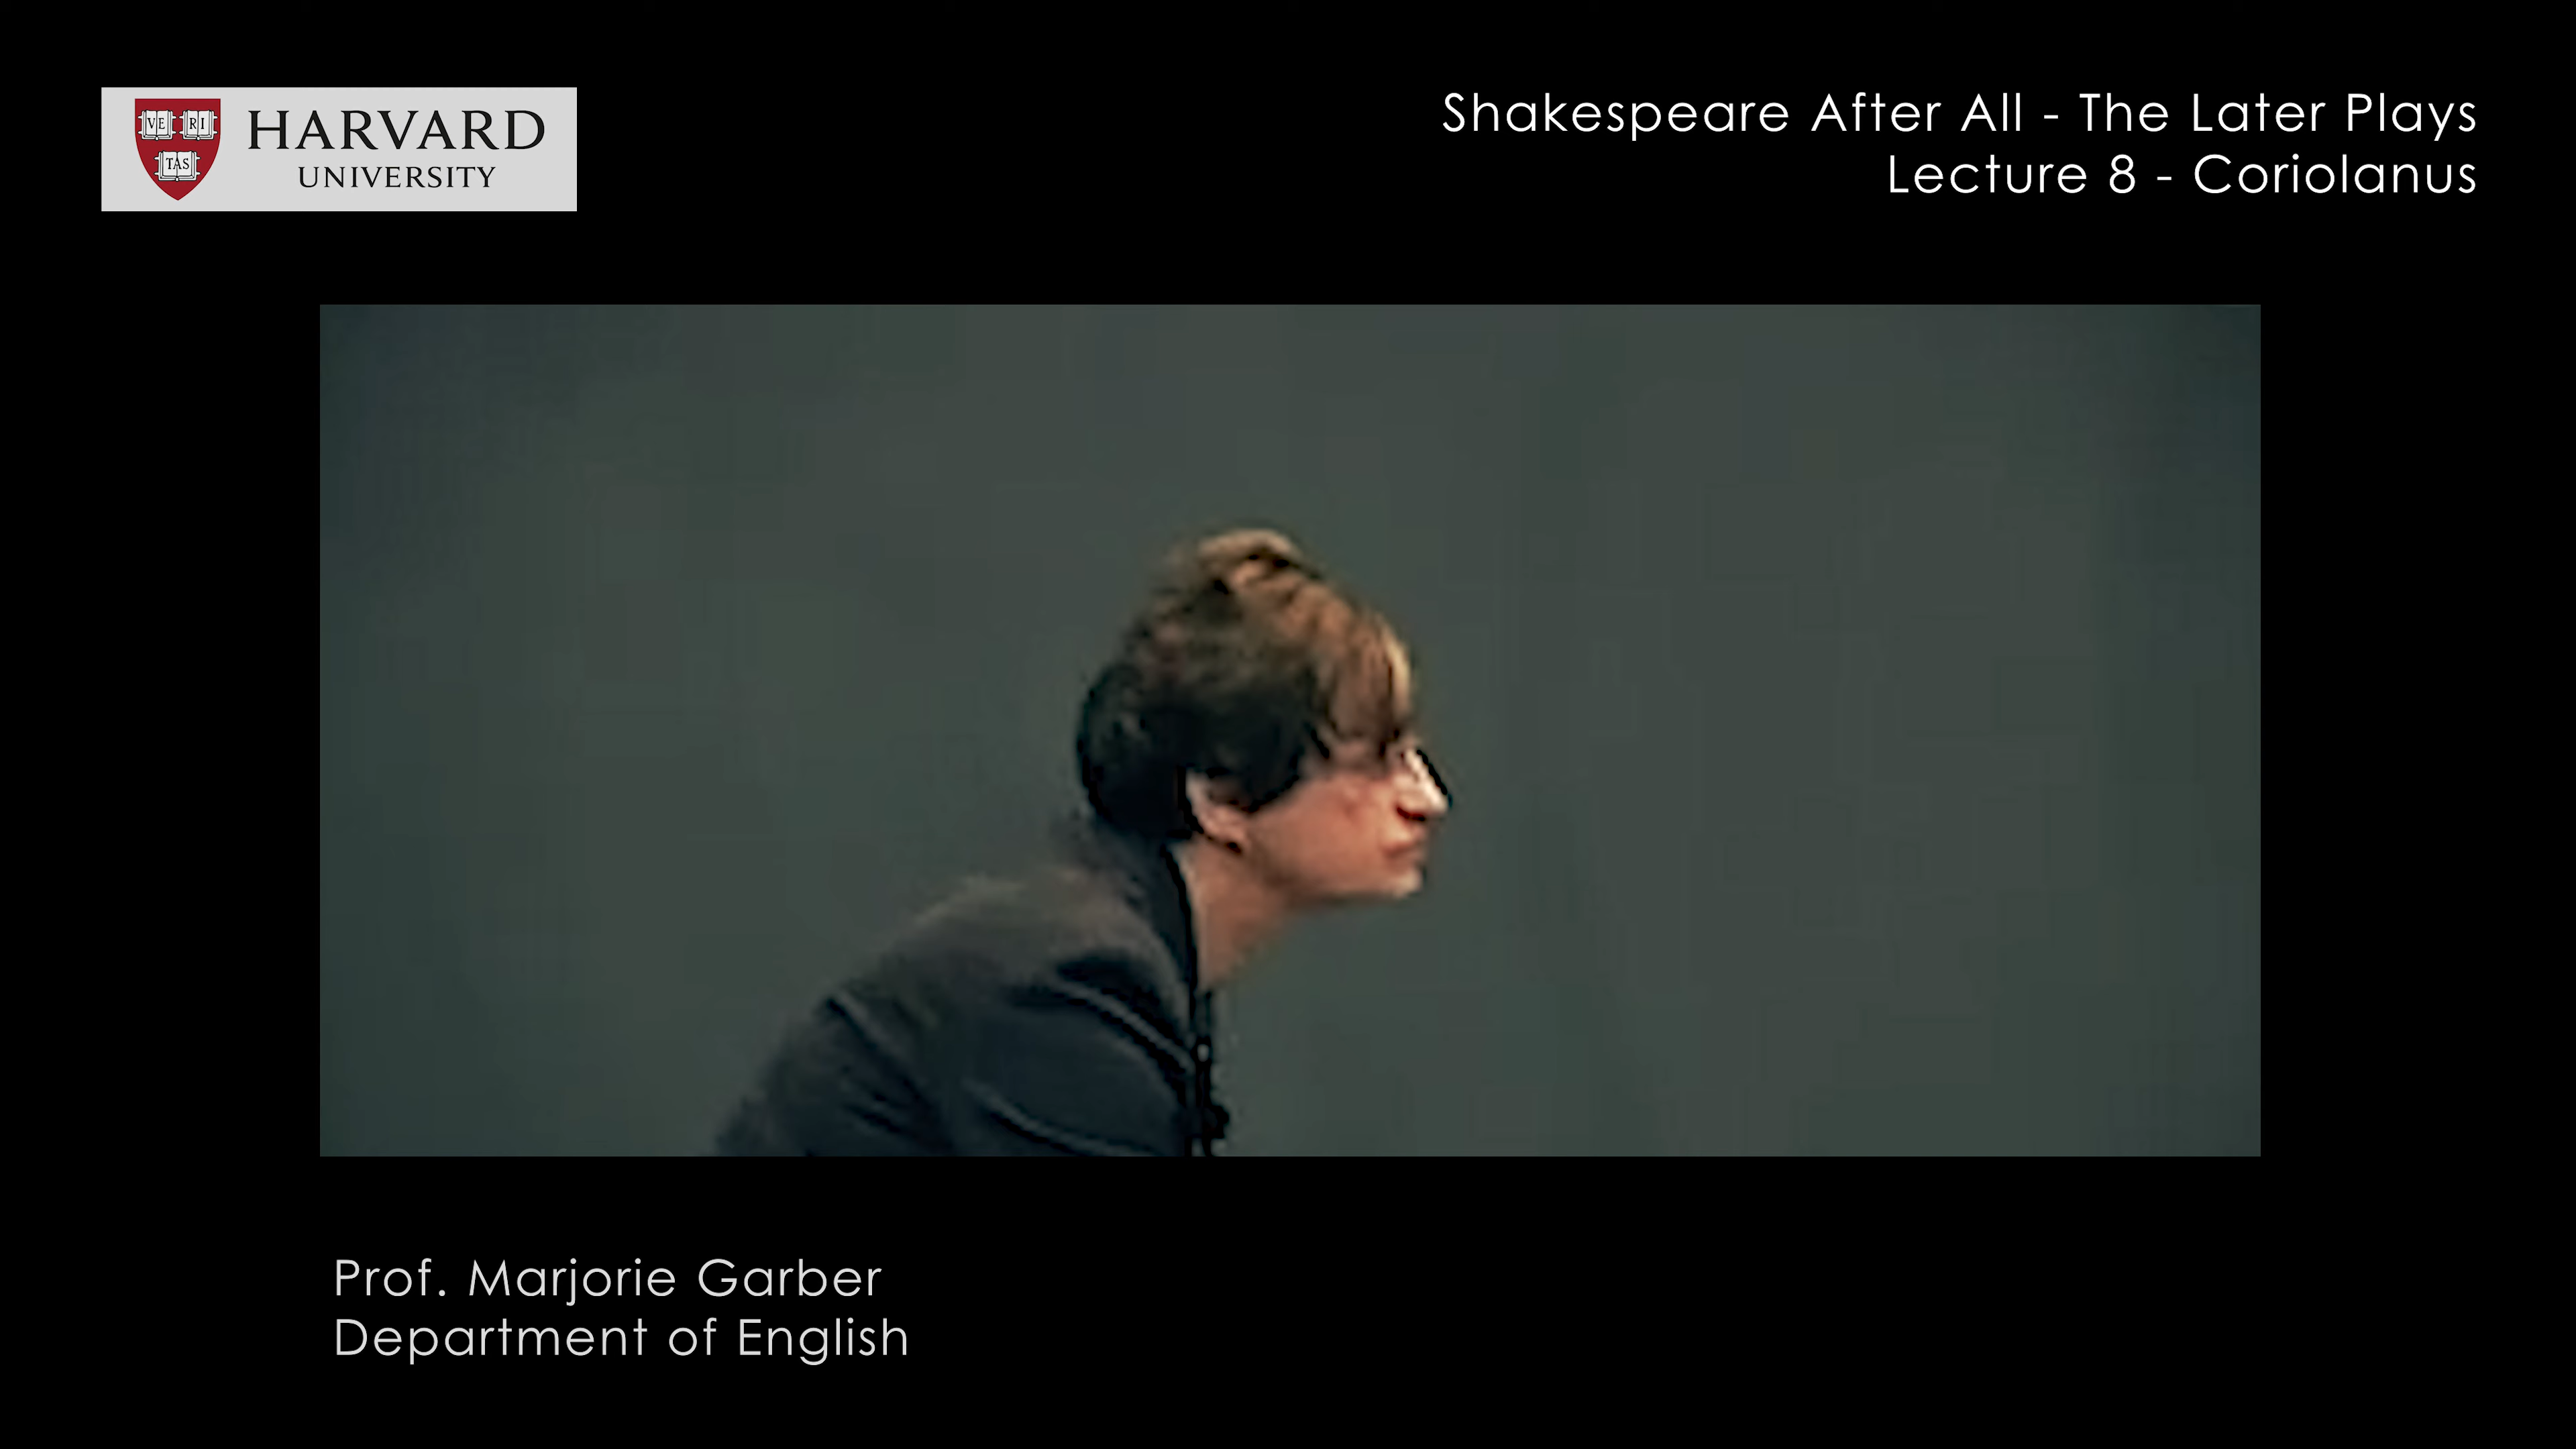 VE RI TAS
HARVARD
UNIVERSITY
Shakespeare After All - The Later Plays
Lecture 8 - Coriolanus
Prof. Marjorie Garber
Department of English